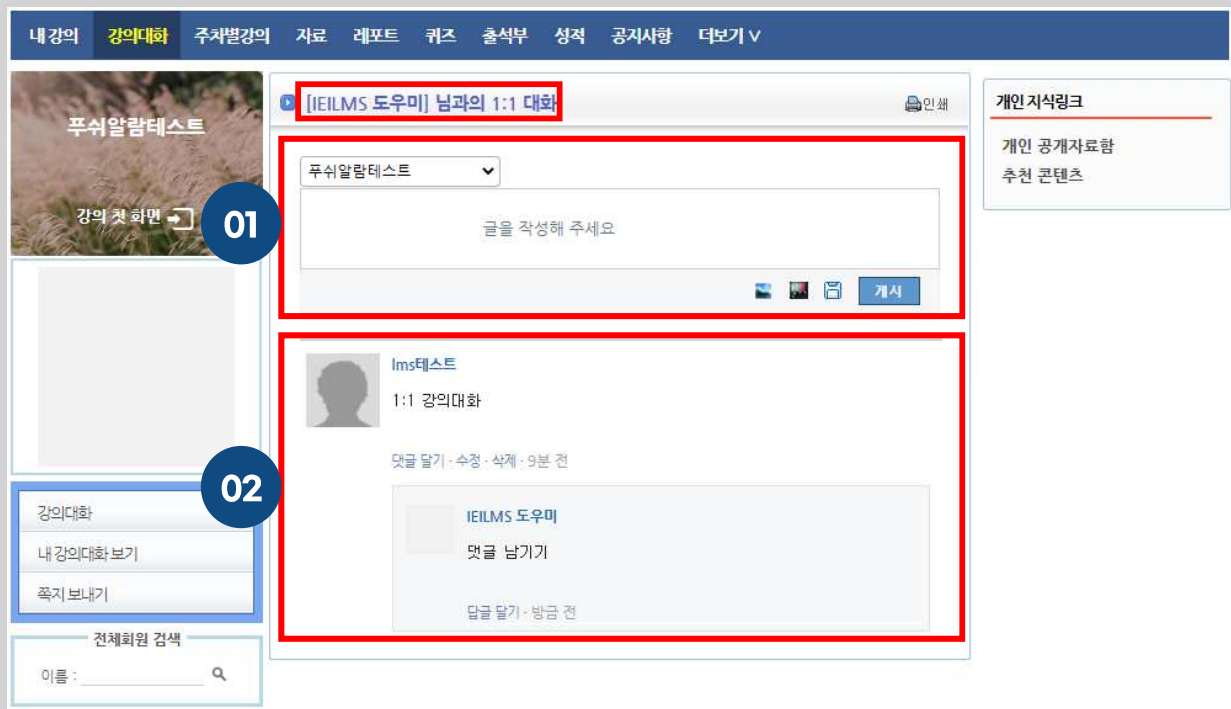 내 강의 강의대화 주차별강의 자료 레포트 퀴즈 출석부 성적 공지사항 더보기 ∨
푸쉬알람테스트
강의 첫 화면
01
[IEILMS 도우미] 님과의 1:1 대화
인쇄
푸쉬알람테스트
글을 작성해 주세요
게시
02
lms테스트
1:1 강의대화
댓글 달기 · 수정 · 삭제 · 9분 전
IEILMS 도우미
댓글 남기기
답글 달기 · 방금 전
강의대화
내 강의대화 보기
쪽지 보내기
전체회원 검색
이름 :
개인 지식링크
개인 공개자료함
추천 콘텐츠